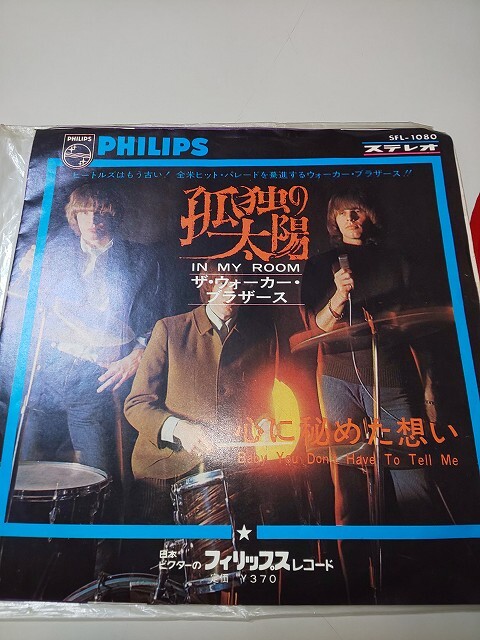 SFL-1080
PHILIPS
PHILIPS
ステレオ
ビートルズはもう古い! 全米ヒット・パレードを驀進するウォーカー・ブラザース!!
孤独の
太陽
IN MY ROOM
ザ・ウォーカー・
ブラザース
心に秘めた想い
Baby You Don't Have To Tell Me
日本
ビクターの フィリップスレコード
定価 ¥370